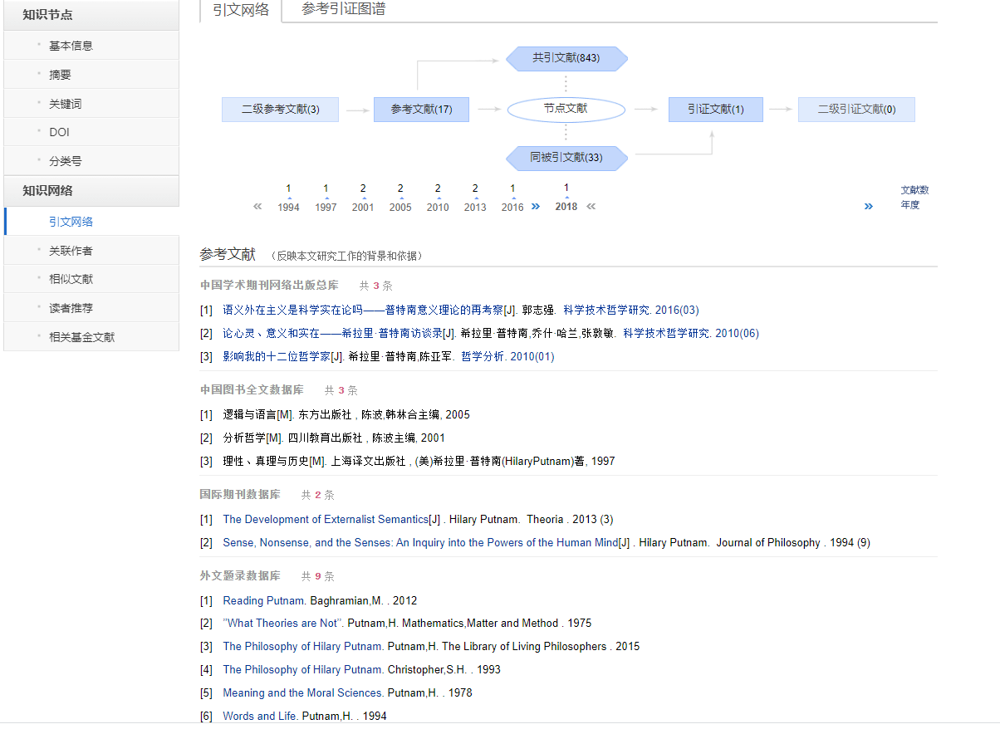 知识节点
基本信息
摘要
关键词
DOI
分类号
知识网络
引文网络
关联作者
相似文献
读者推荐
相关基金文献
引文网络 参考引证图谱
共引文献(843)
二级参考文献(3) 参考文献(17) 节点文献 引证文献(1) 二级引证文献(0)
同被引文献(33)
1 1 2 2 2 2 1 1 文献数
« 1994 1997 2001 2005 2010 2013 2016 » 2018 « » 年度
参考文献 （反映本文研究工作的背景和依据）
中国学术期刊网络出版总库 共 3 条
[1] 语义外在主义是科学实在论吗——普特南意义理论的再考察[J]. 郭志强. 科学技术哲学研究. 2016(03)
[2] 论心灵、意义和实在——希拉里·普特南访谈录[J]. 希拉里·普特南,乔什·哈兰,张敦敏. 科学技术哲学研究. 2010(06)
[3] 影响我的十二位哲学家[J]. 希拉里·普特南,陈亚军. 哲学分析. 2010(01)
中国图书全文数据库 共 3 条
[1] 逻辑与语言[M]. 东方出版社 , 陈波,韩林合主编, 2005
[2] 分析哲学[M]. 四川教育出版社 , 陈波主编, 2001
[3] 理性、真理与历史[M]. 上海译文出版社 , (美)希拉里·普特南(HilaryPutnam)著, 1997
国际期刊数据库 共 2 条
[1] The Development of Externalist Semantics[J] . Hilary Putnam. Theoria . 2013 (3)
[2] Sense, Nonsense, and the Senses: An Inquiry into the Powers of the Human Mind[J] . Hilary Putnam. Journal of Philosophy . 1994 (9)
外文题录数据库 共 9 条
[1] Reading Putnam. Baghramian,M. . 2012
[2] ”What Theories are Not”. Putnam,H. Mathematics,Matter and Method . 1975
[3] The Philosophy of Hilary Putnam. Putnam,H. The Library of Living Philosophers . 2015
[4] The Philosophy of Hilary Putnam. Christopher,S.H. . 1993
[5] Meaning and the Moral Sciences. Putnam,H. . 1978
[6] Words and Life. Putnam,H. . 1994